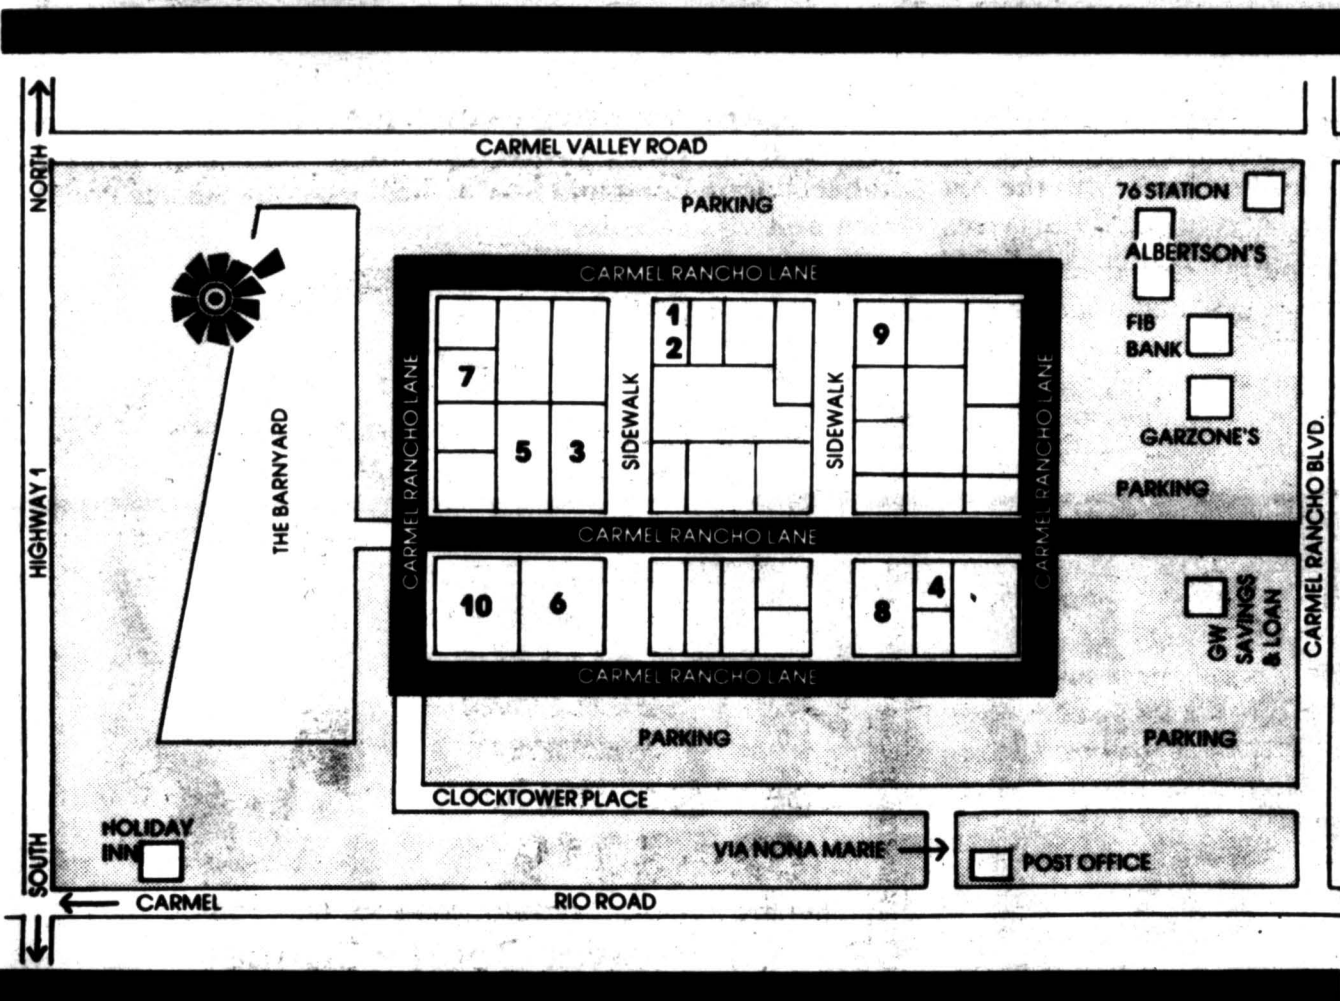 NORTH
CARMEL VALLEY ROAD
PARKING
76 STATION
ALBERTSON'S
CARMEL RANCHO LANE
FIB
BANK
GARZONE'S
PARKING
HIGHWAY 1
THE BARNYARD
CARMEL RANCHO LANE
7
5
3
SIDEWALK
1
2
SIDEWALK
9
CARMEL RANCHO LANE
CARMEL RANCHO BLVD.
CARMEL RANCHO LANE
10
6
8
4
GW
SAVINGS
& LOAN
CARMEL RANCHO LANE
PARKING
PARKING
CLOCKTOWER PLACE
HOLIDAY
INN
VIA NONA MARIE
POST OFFICE
SOUTH
CARMEL
RIO ROAD